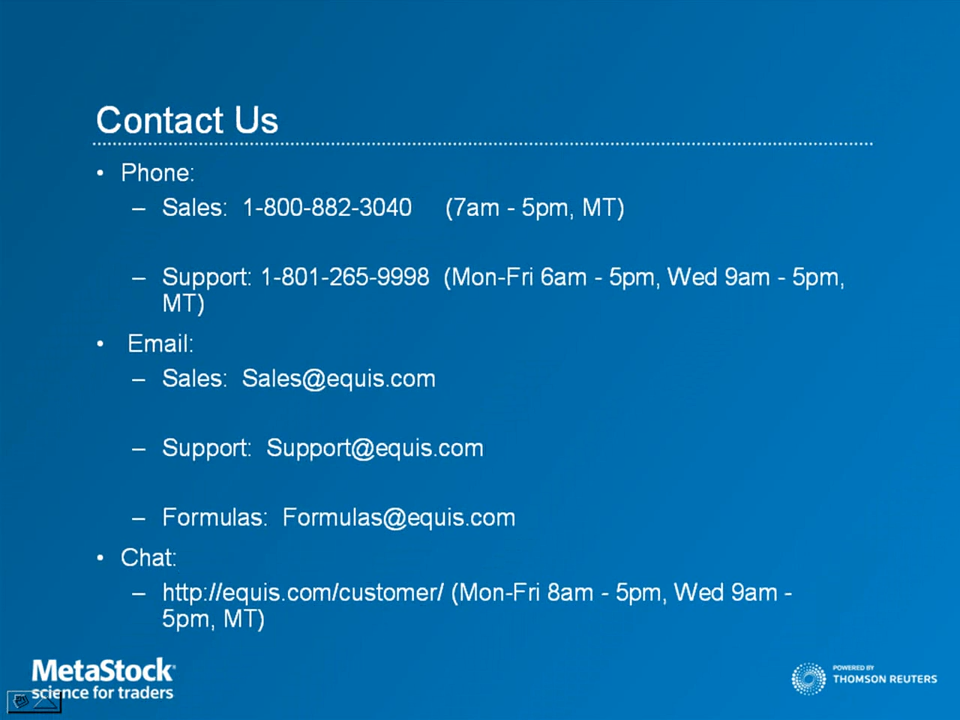 Contact Us
• Phone:
– Sales: 1-800-882-3040 (7am - 5pm, MT)
– Support: 1-801-265-9998 (Mon-Fri 6am - 5pm, Wed 9am - 5pm,
MT)
• Email:
– Sales: Sales@equis.com
– Support: Support@equis.com
– Formulas: Formulas@equis.com
• Chat:
– http://equis.com/customer/ (Mon-Fri 8am - 5pm, Wed 9am -
5pm, MT)
MetaStock
science for traders
POWERED BY
THOMSON REUTERS